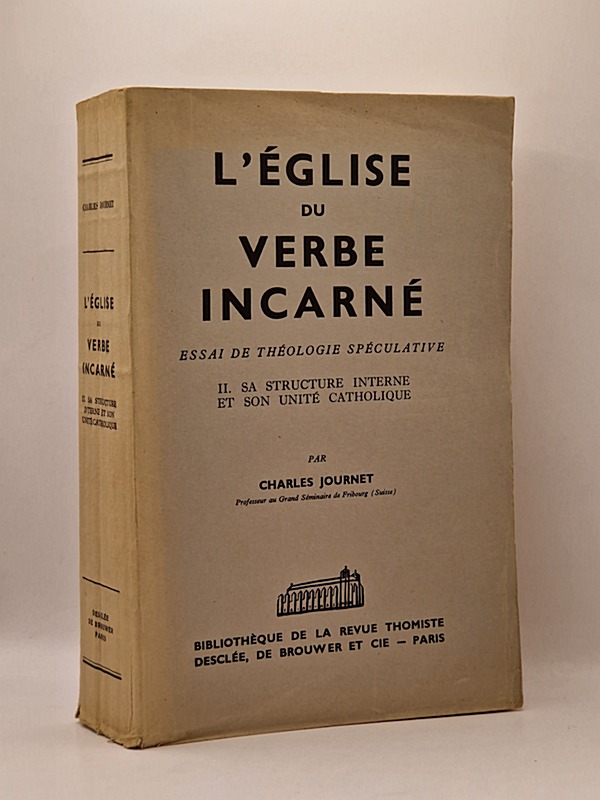 CHARLES JOURNET
L'ÉGLISE
DU
VERBE
INCARNÉ
II. SA STRUCTURE
INTERNE ET SON
UNITÉ CATHOLIQUE
DESCLÉE
DE BROUWER
PARIS
L'ÉGLISE
DU
VERBE
INCARNÉ
ESSAI DE THÉOLOGIE SPÉCULATIVE
II. SA STRUCTURE INTERNE
ET SON UNITÉ CATHOLIQUE
PAR
CHARLES JOURNET
Professeur au Grand Séminaire de Fribourg (Suisse)
BIBLIOTHÈQUE DE LA REVUE THOMISTE
DESCLÉE, DE BROUWER ET CIE — PARIS